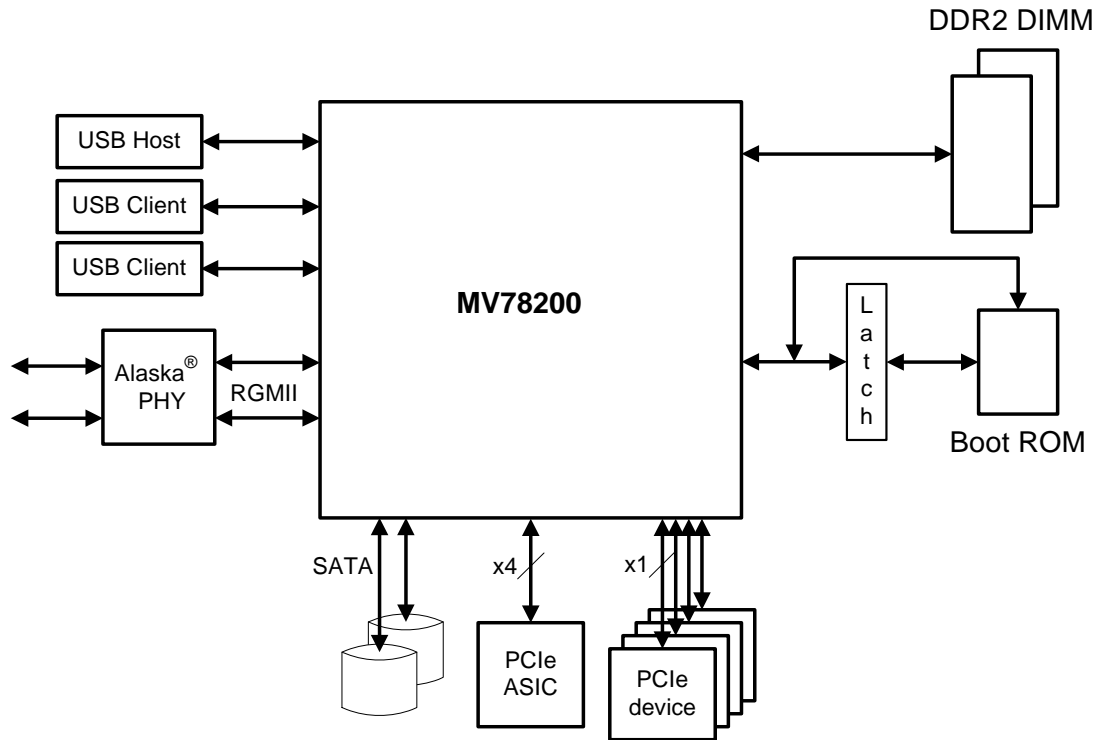 DDR2 DIMM
USB Host
USB Client
USB Client
MV78200
Latch
Alaska®
PHY
RGMII
Boot ROM
SATA
x4
x1
PCIe
ASIC
PCIe
device